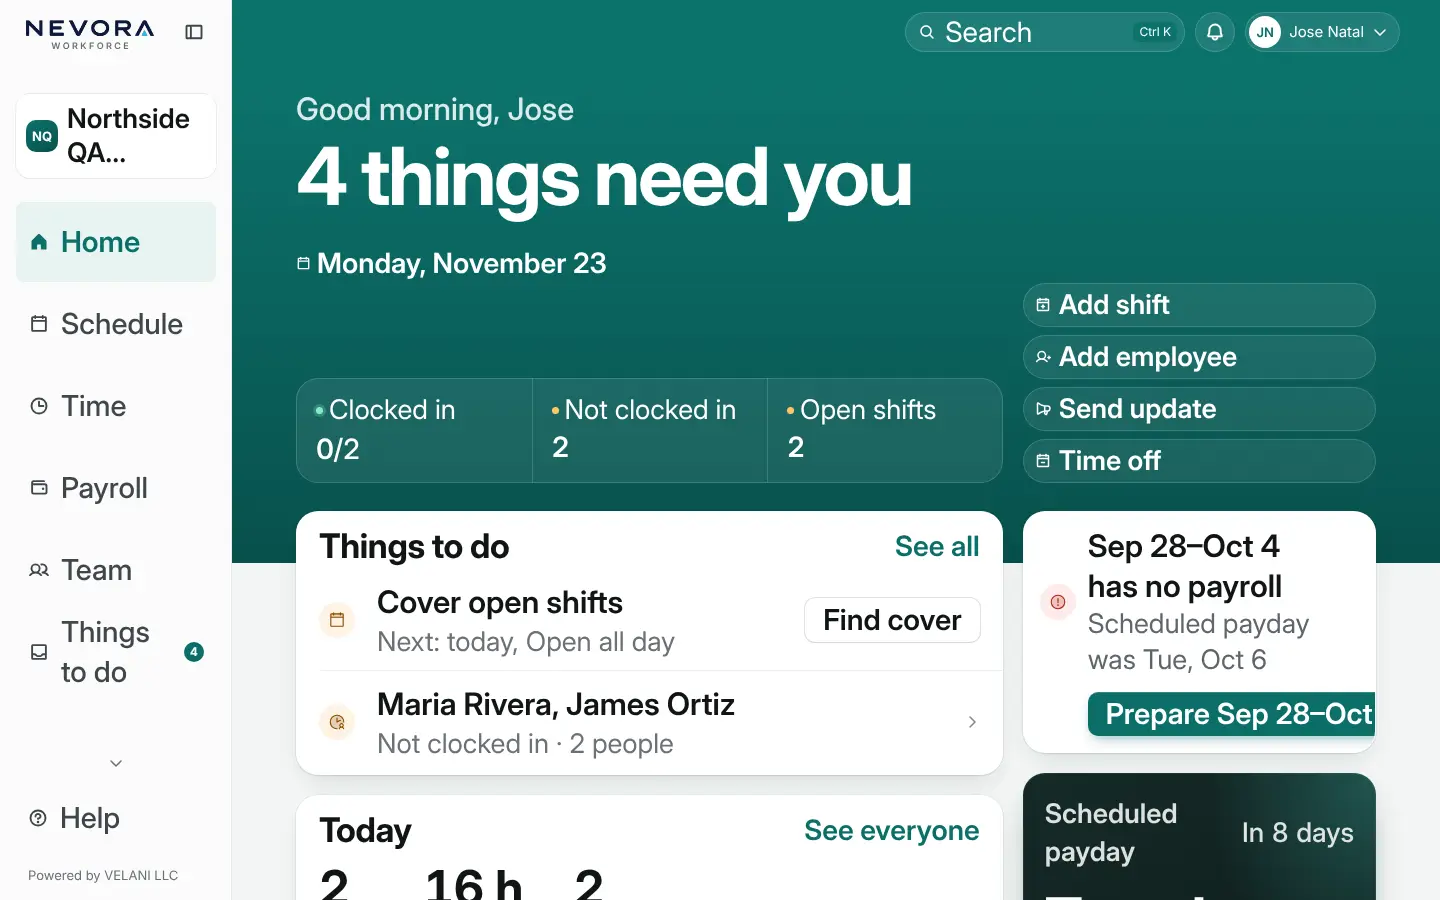 NEVORA
WORKFORCE
NQ
Northside
QA...
Home
Schedule
Time
Payroll
Team
Things
to do
4
Help
Powered by VELANI LLC
Search
Ctrl K
JN
Jose Natal
Good morning, Jose
4 things need you
Monday, November 23
Add shift
Add employee
Send update
Time off
Clocked in
0/2
Not clocked in
2
Open shifts
2
Things to do
See all
Cover open shifts
Next: today, Open all day
Find cover
Maria Rivera, James Ortiz
Not clocked in · 2 people
Today
See everyone
2
16 h
2
Sep 28–Oct 4
has no payroll
Scheduled payday
was Tue, Oct 6
Prepare Sep 28–Oct
Scheduled
payday
In 8 days